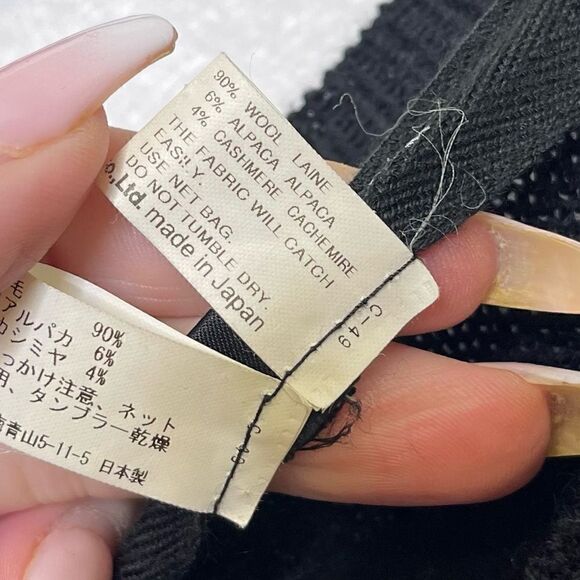 90% WOOL LAINE
6% ALPACA ALPACA
4% CASHMERE CACHEMIRE
THE FABRIC WILL CATCH
EASILY.
USE NET BAG.
DO NOT TUMBLE DRY.
o.,Ltd. made in Japan
C149
毛 90%
アルパカ 6%
カシミヤ 4%
っかけ注意、ネット
用、タンブラー乾燥
青山5-11-5 日本製